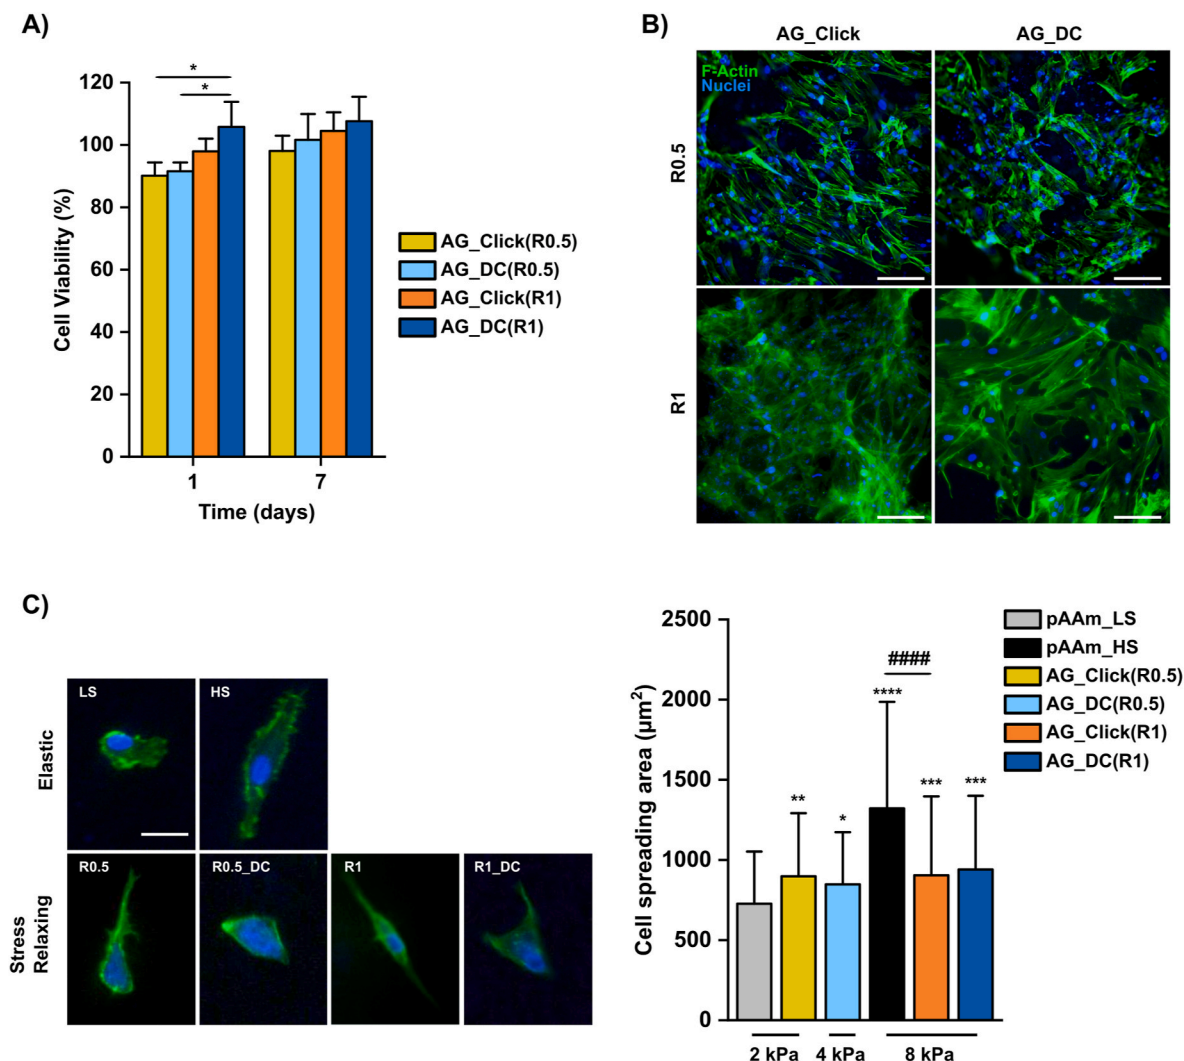 A)
120
100
80
60
40
20
0
Cell Viability (%)
*
*
1
7
Time (days)
AG_Click(R0.5)
AG_DC(R0.5)
AG_Click(R1)
AG_DC(R1)
B)
AG_Click
AG_DC
F-Actin
Nuclei
R0.5
R1
C)
Elastic
LS
HS
Stress
Relaxing
R0.5
R0.5_DC
R1
R1_DC
2500
2000
1500
1000
500
0
Cell spreading area (µm²)
**
*
****
####
***
***
2 kPa
4 kPa
8 kPa
pAAm_LS
pAAm_HS
AG_Click(R0.5)
AG_DC(R0.5)
AG_Click(R1)
AG_DC(R1)